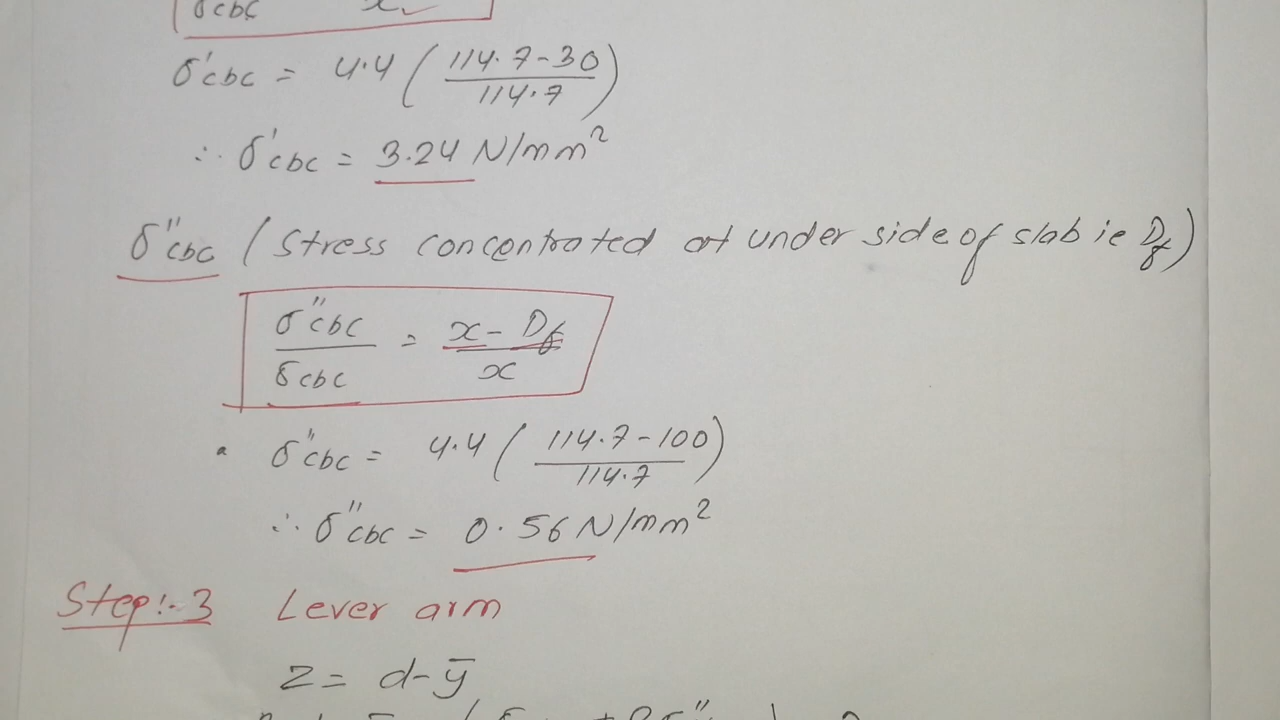 σcbc x
σ'cbc = 4.4 ( 114.7-30 / 114.7 )
∴ σ'cbc = 3.24 N/mm²
σ"cbc ( Stress concentrated at under side of slab ie Df )
σ"cbc / σcbc = x - Df / x
σ"cbc = 4.4 ( 114.7-100 / 114.7 )
∴ σ"cbc = 0.56 N/mm²
Step:-3 Lever arm
z = d-ȳ